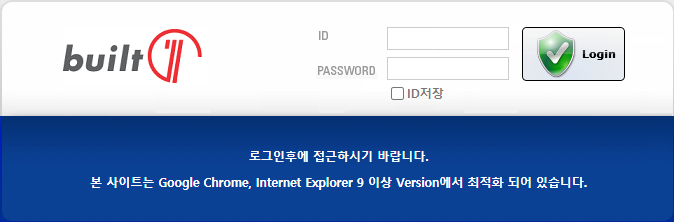 built
ID
PASSWORD
Login
ID저장
로그인후에 접근하시기 바랍니다.
본 사이트는 Google Chrome, Internet Explorer 9 이상 Version에서 최적화 되어 있습니다.